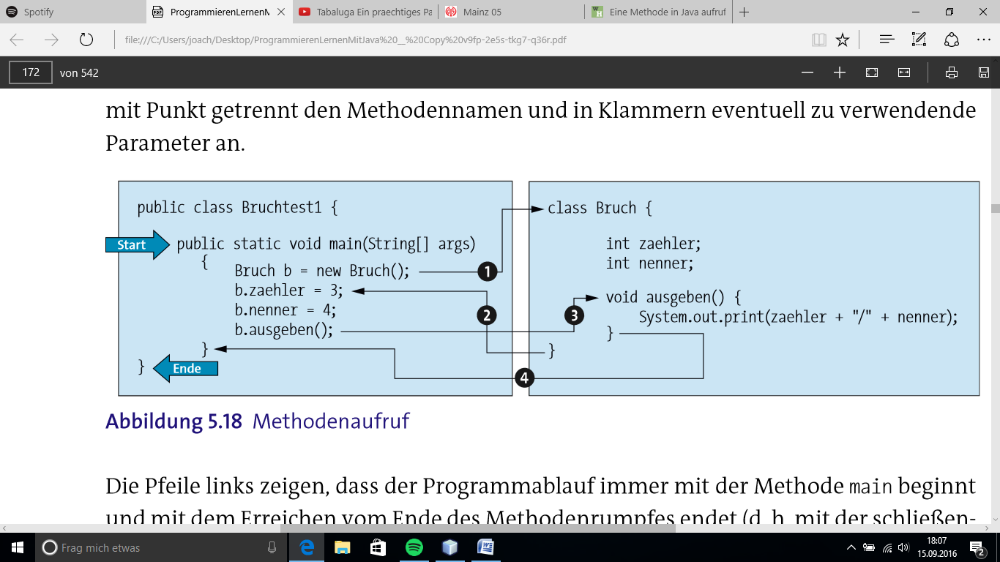 Spotify
ProgrammierenLernenM
Tabaluga Ein praechtiges Pa
Mainz 05
Eine Methode in Java aufruf
file:///C:/Users/joach/Desktop/ProgrammierenLernenMitJava%20__%20Copy%20v9fp-2e5s-tkg7-q36r.pdf
172 von 542
mit Punkt getrennt den Methodennamen und in Klammern eventuell zu verwendende
Parameter an.
public class Bruchtest1 {
Start
public static void main(String[] args)
{
Bruch b = new Bruch();
b.zaehler = 3;
b.nenner = 4;
b.ausgeben();
}
}
Ende
1
2
3
4
class Bruch {
int zaehler;
int nenner;
void ausgeben() {
System.out.print(zaehler + "/" + nenner);
}
}
Abbildung 5.18 Methodenaufruf
Die Pfeile links zeigen, dass der Programmablauf immer mit der Methode main beginnt
und mit dem Erreichen vom Ende des Methodenrumpfes endet (d. h. mit der schließen-
Frag mich etwas
18:07
15.09.2016
2